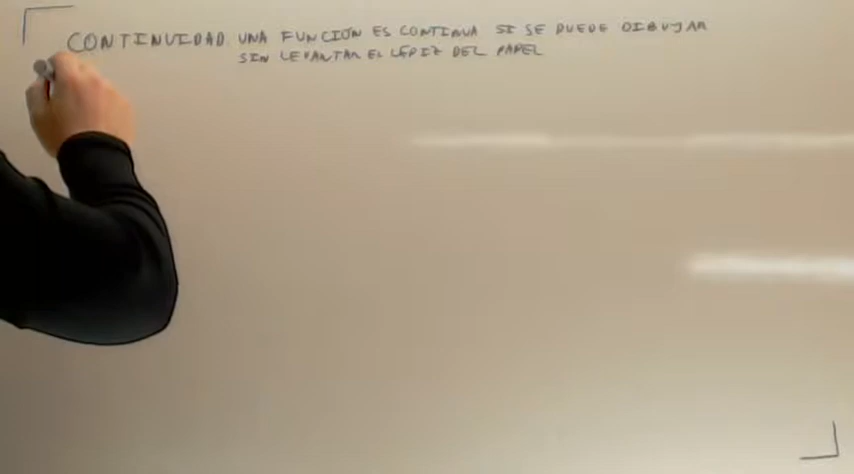 CONTINUIDAD. UNA FUNCIÓN ES CONTINUA SI SE PUEDE DIBUJAR
SIN LEVANTAR EL LÁPIZ DEL PAPEL